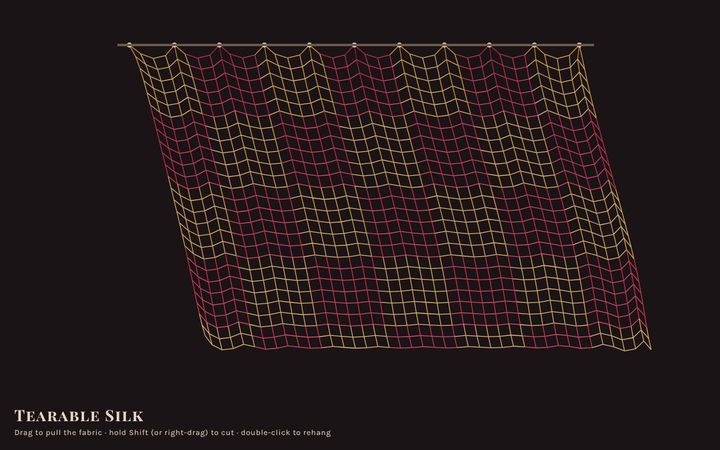 Tearable Silk
Drag to pull the fabric · hold Shift (or right-drag) to cut · double-click to rehang